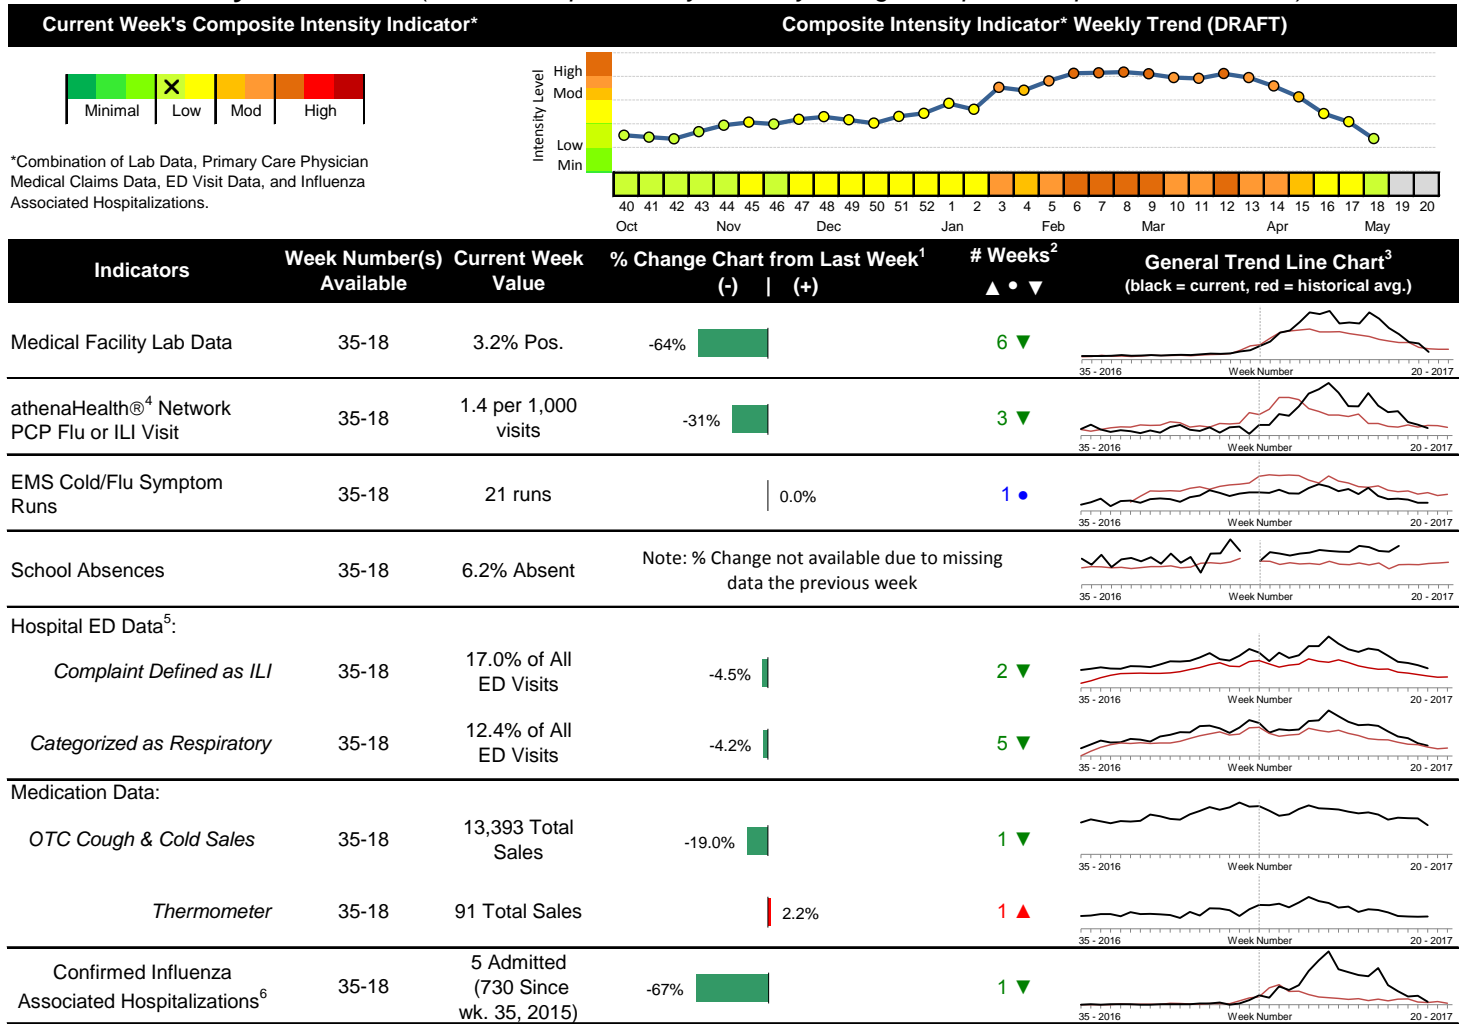 Current Week's Composite Intensity Indicator*
Composite Intensity Indicator* Weekly Trend (DRAFT)
Minimal Low Mod High
*Combination of Lab Data, Primary Care Physician
Medical Claims Data, ED Visit Data, and Influenza
Associated Hospitalizations.
Intensity Level
High
Mod
Low
Min
40 41 42 43 44 45 46 47 48 49 50 51 52 1 2 3 4 5 6 7 8 9 10 11 12 13 14 15 16 17 18 19 20
Oct Nov Dec Jan Feb Mar Apr May
Indicators
Week Number(s)
Available
Current Week
Value
% Change Chart from Last Week1
(-) | (+)
# Weeks2
▲ • ▼
General Trend Line Chart3
(black = current, red = historical avg.)
Medical Facility Lab Data
35-18
3.2% Pos.
-64%
6 ▼
35 - 2016 Week Number 20 - 2017
athenaHealth®4 Network
PCP Flu or ILI Visit
35-18
1.4 per 1,000
visits
-31%
3 ▼
35 - 2016 Week Number 20 - 2017
EMS Cold/Flu Symptom
Runs
35-18
21 runs
0.0%
1 •
35 - 2016 Week Number 20 - 2017
School Absences
35-18
6.2% Absent
Note: % Change not available due to missing
data the previous week
35 - 2016 Week Number 20 - 2017
Hospital ED Data5:
Complaint Defined as ILI
35-18
17.0% of All
ED Visits
-4.5%
2 ▼
35 - 2016 Week Number 20 - 2017
Categorized as Respiratory
35-18
12.4% of All
ED Visits
-4.2%
5 ▼
35 - 2016 Week Number 20 - 2017
Medication Data:
OTC Cough & Cold Sales
35-18
13,393 Total
Sales
-19.0%
1 ▼
35 - 2016 Week Number 20 - 2017
Thermometer
35-18
91 Total Sales
2.2%
1 ▲
35 - 2016 Week Number 20 - 2017
Confirmed Influenza
Associated Hospitalizations6
35-18
5 Admitted
(730 Since
wk. 35, 2015)
-67%
1 ▼
35 - 2016 Week Number 20 - 2017